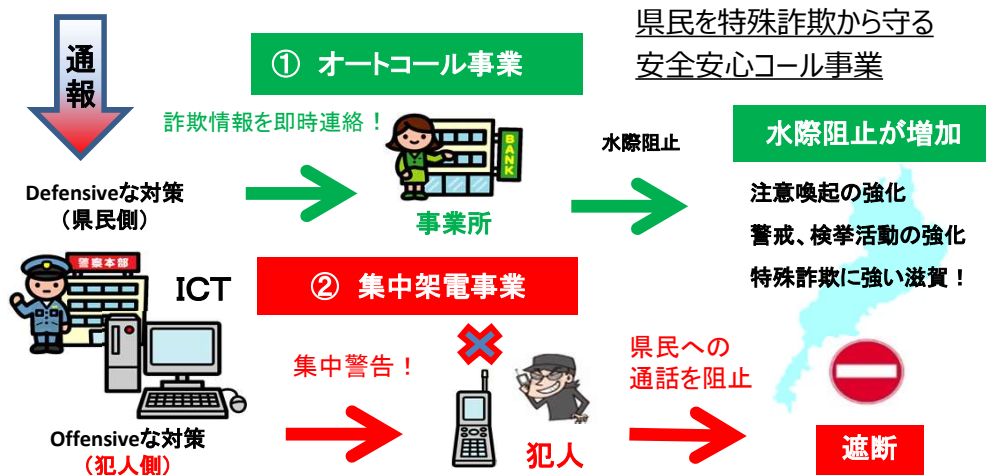 県民を特殊詐欺から守る
安全安心コール事業
通報
① オートコール事業
詐欺情報を即時連絡！
BANK
事業所
水際阻止
水際阻止が増加
Defensiveな対策
（県民側）
注意喚起の強化
警戒、検挙活動の強化
特殊詐欺に強い滋賀！
警察本部
ICT
② 集中架電事業
集中警告！
県民への
通話を阻止
犯人
Offensiveな対策
（犯人側）
遮断